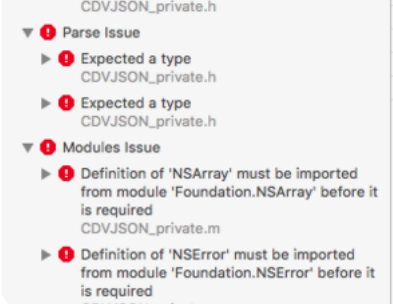 CDVJSON_private.h
Parse Issue
Expected a type
CDVJSON_private.h
Expected a type
CDVJSON_private.h
Modules Issue
Definition of 'NSArray' must be imported
from module 'Foundation.NSArray' before it
is required
CDVJSON_private.m
Definition of 'NSError' must be imported
from module 'Foundation.NSError' before it
is required